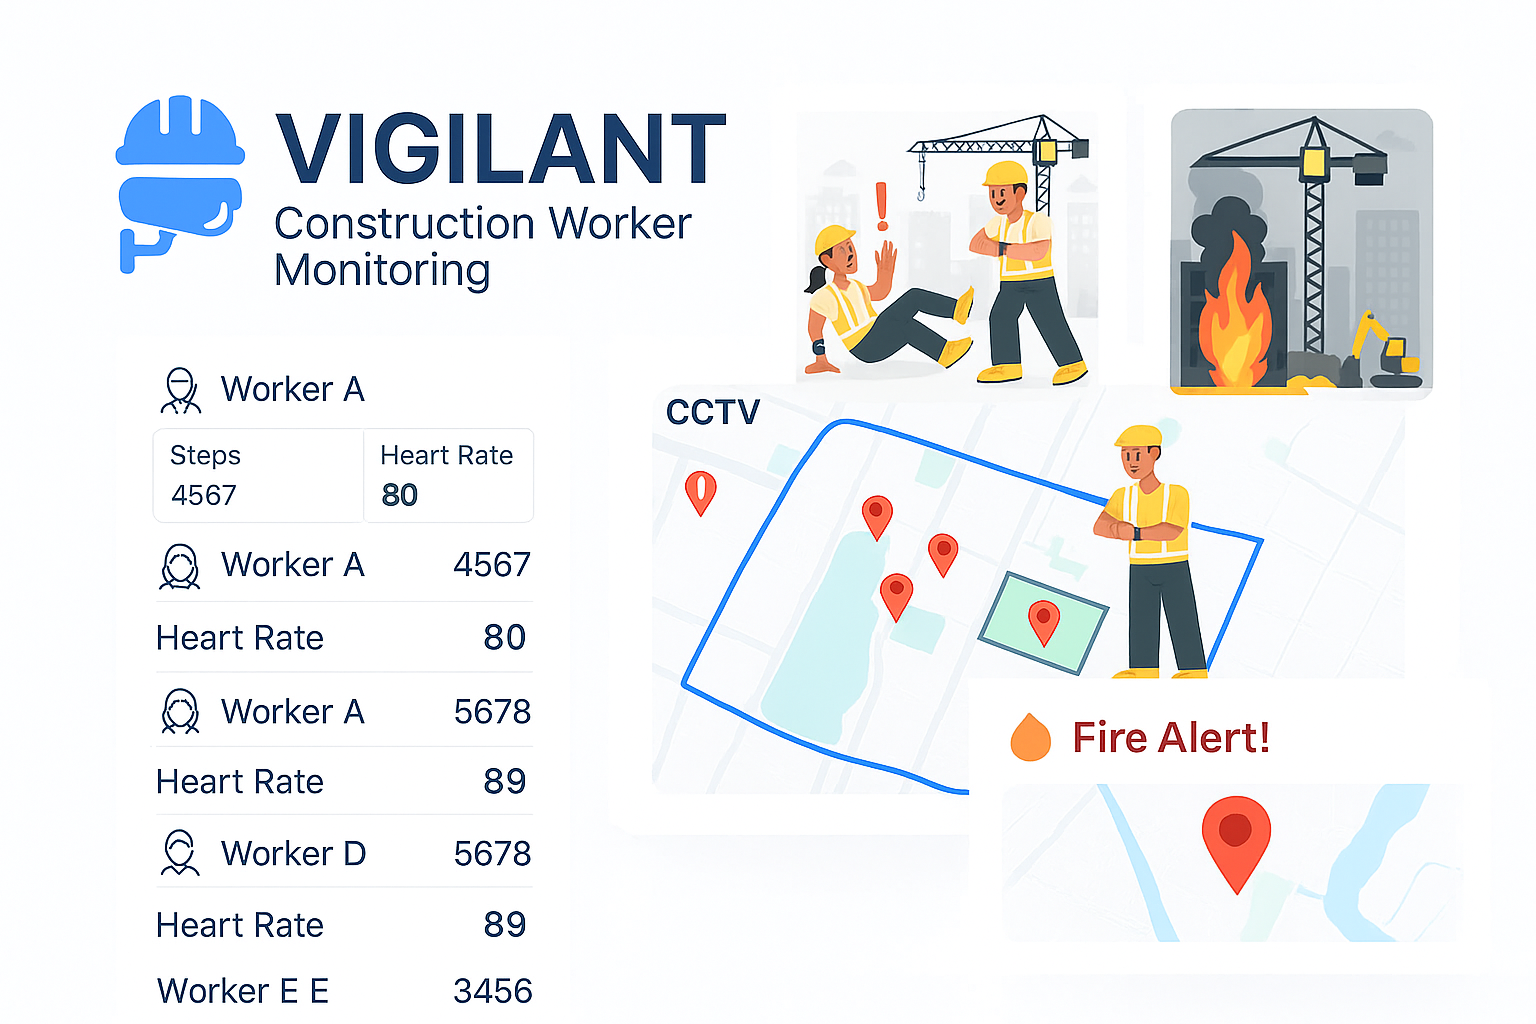 VIGILANT
Construction Worker
Monitoring
Worker A
Steps
4567
Heart Rate
80
Worker A 4567
Heart Rate 80
Worker A 5678
Heart Rate 89
Worker D 5678
Heart Rate 89
Worker E E 3456
!
CCTV
Fire Alert!